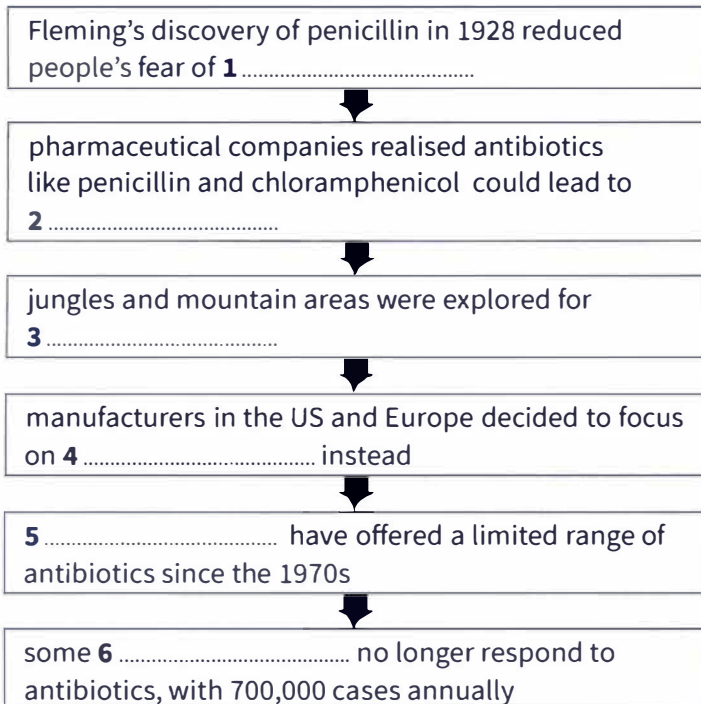 Fleming's discovery of penicillin in 1928 reduced
people's fear of 1 ............................................
pharmaceutical companies realised antibiotics
like penicillin and chloramphenicol could lead to
2 ............................................
jungles and mountain areas were explored for
3 ............................................
manufacturers in the US and Europe decided to focus
on 4 ............................................ instead
5 ............................................ have offered a limited range of
antibiotics since the 1970s
some 6 ............................................ no longer respond to
antibiotics, with 700,000 cases annually